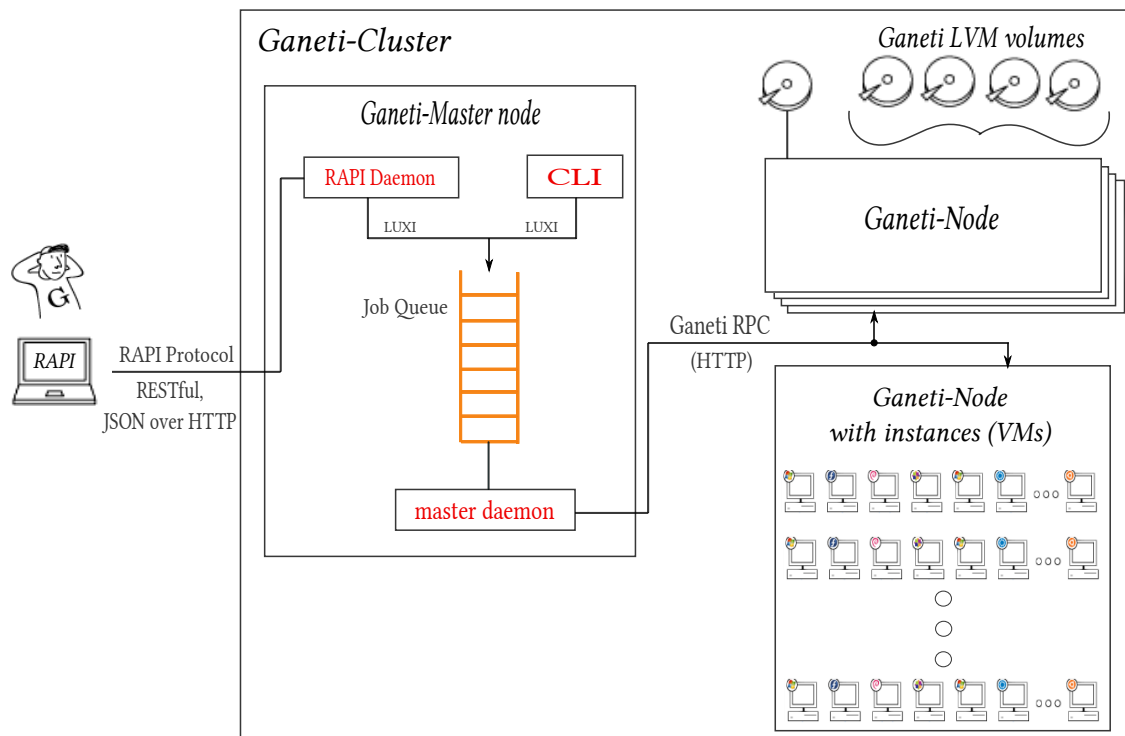 Ganeti-Cluster
Ganeti LVM volumes
Ganeti-Master node
RAPI Daemon
CLI
LUXI
LUXI
Ganeti-Node
G
Job Queue
RAPI
RAPI Protocol
RESTful,
JSON over HTTP
Ganeti RPC
(HTTP)
master daemon
Ganeti-Node
with instances (VMs)